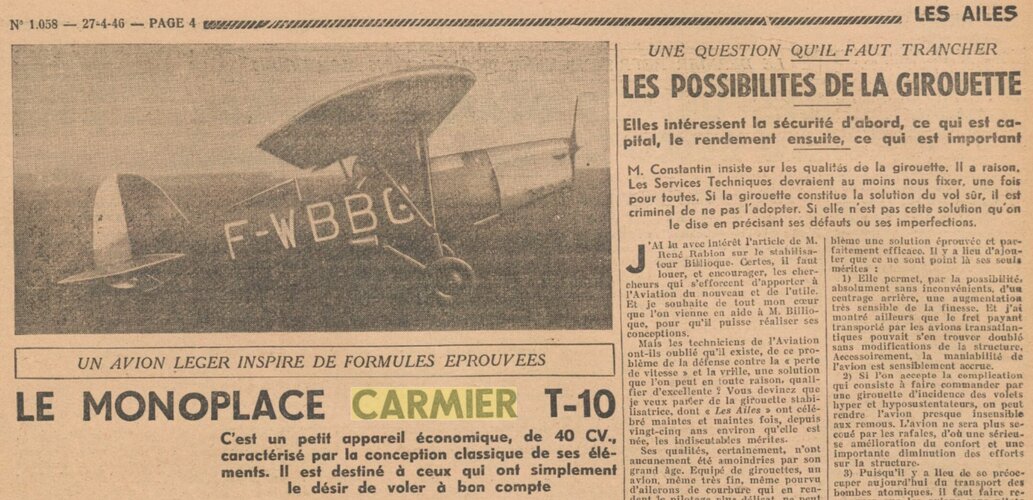 N° 1.058 — 27-4-46 — PAGE 4
LES AILES
F-WBBC
UN AVION LEGER INSPIRE DE FORMULES EPROUVEES
LE MONOPLACE CARMIER T-10
C'est un petit appareil économique, de 40 CV.,
caractérisé par la conception classique de ses élé-
ments. Il est destiné à ceux qui ont simplement
le désir de voler à bon compte
UNE QUESTION QU'IL FAUT TRANCHER
LES POSSIBILITES DE LA GIROUETTE
Elles intéressent la sécurité d'abord, ce qui est ca-
pital, le rendement ensuite, ce qui est important
M. Constantin insiste sur les qualités de la girouette. Il a raison.
Les Services Techniques devraient au moins nous fixer, une fois
pour toutes. Si la girouette constitue la solution du vol sûr, il est
criminel de ne pas l'adopter. Si elle n'est pas cette solution qu'on
le dise en précisant ses défauts ou ses imperfections.
J'AI lu avec intérêt l'article de M.
René Rabion sur le stabilisa-
teur Billioque. Certes, il faut
louer, et encourager, les cher-
cheurs qui s'efforcent d'apporter à
l'Aviation du nouveau et de l'utile.
Et je souhaite de tout mon cœur
que l'on vienne en aide à M. Billio-
que, pour qu'il puisse réaliser ses
conceptions.
Mais les techniciens de l'Aviation
ont-ils oublié qu'il existe, de ce pro-
blème de la défense contre la « perte
de vitesse » et la vrille, une solution
que l'on peut en toute raison, quali-
fier d'excellente ? Vous devinez que
je veux parler de la girouette stabi-
lisatrice, dont « Les Ailes » ont célé-
bré maintes et maintes fois, depuis
vingt-cinq ans environ qu'elle est
née, les indiscutables mérites.
Ses qualités, certainement, n'ont
aucunement été amoindries par son
grand âge. Equipé de girouettes, un
avion, même très fin, même pourvu
d'ailerons de courbure qui en ren-
dent le pilotage plus délicat, ne peut
blème une solution éprouvée et par-
faitement efficace. Il y a lieu d'ajou-
ter que ce ne sont point là ses seuls
mérites :
1) Elle permet, par la possibilité,
absolument sans inconvénients, d'un
centrage arrière, une augmentation
très sensible de la finesse. Et j'ai
montré ailleurs que le fret payant
transporté par les avions transatlan-
tiques pouvait s'en trouver doublé
sans modifications de la structure.
Accessoirement, la maniabilité de
l'avion est sensiblement accrue.
2) Si l'on accepte la complication
qui consiste à faire commander par
une girouette d'incidence des volets
hyper et hyposustentateurs, on peut
rendre l'avion presque insensible
aux remous. L'avion ne sera plus se-
coué par les rafales, d'où une sérieu-
se amélioration du confort et une
importante diminution des efforts
sur la structure.
3) Puisqu'il y a lieu de se préoc-
cuper aujourd'hui du transport des
bombes atomiques, il faut faire